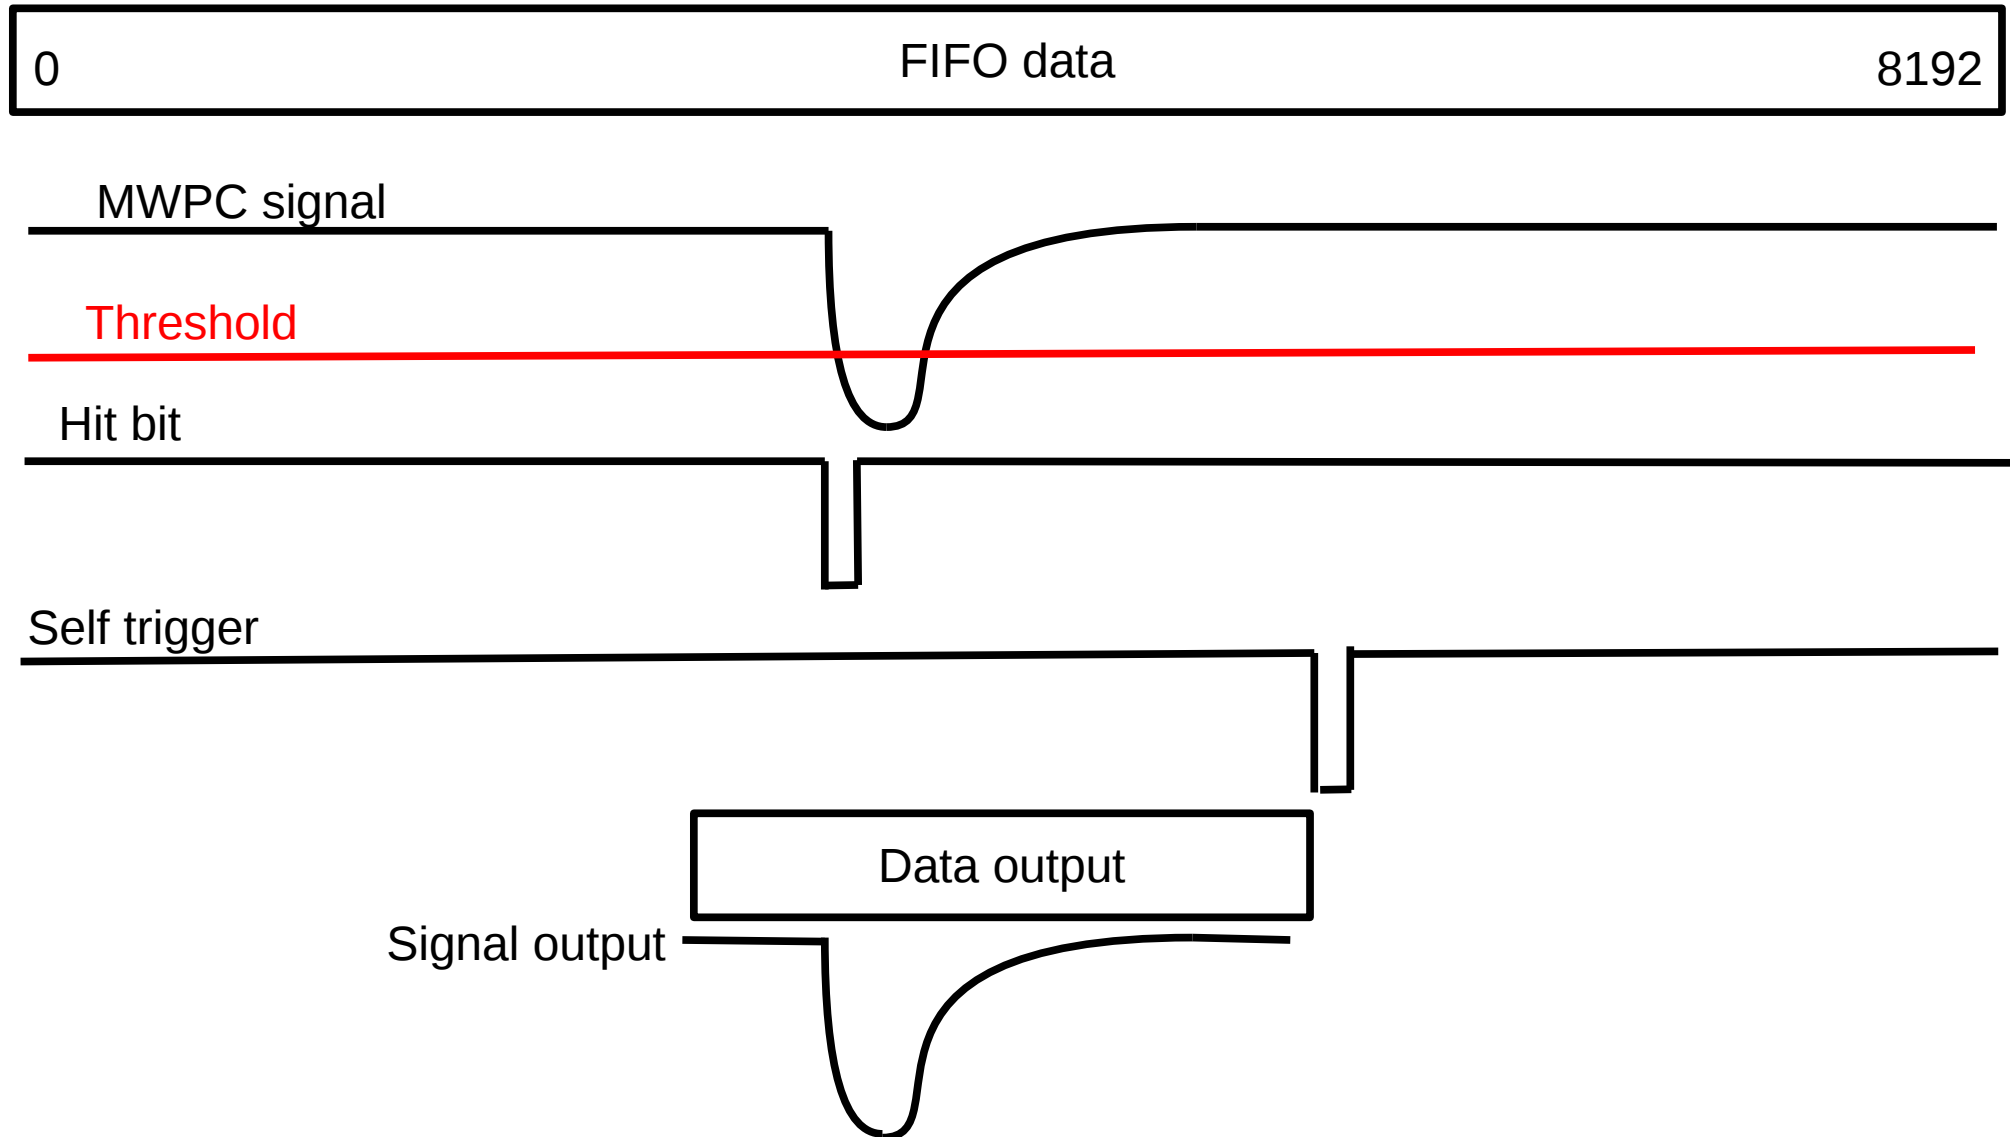 0 FIFO data 8192
MWPC signal
Threshold
Hit bit
Self trigger
Data output
Signal output